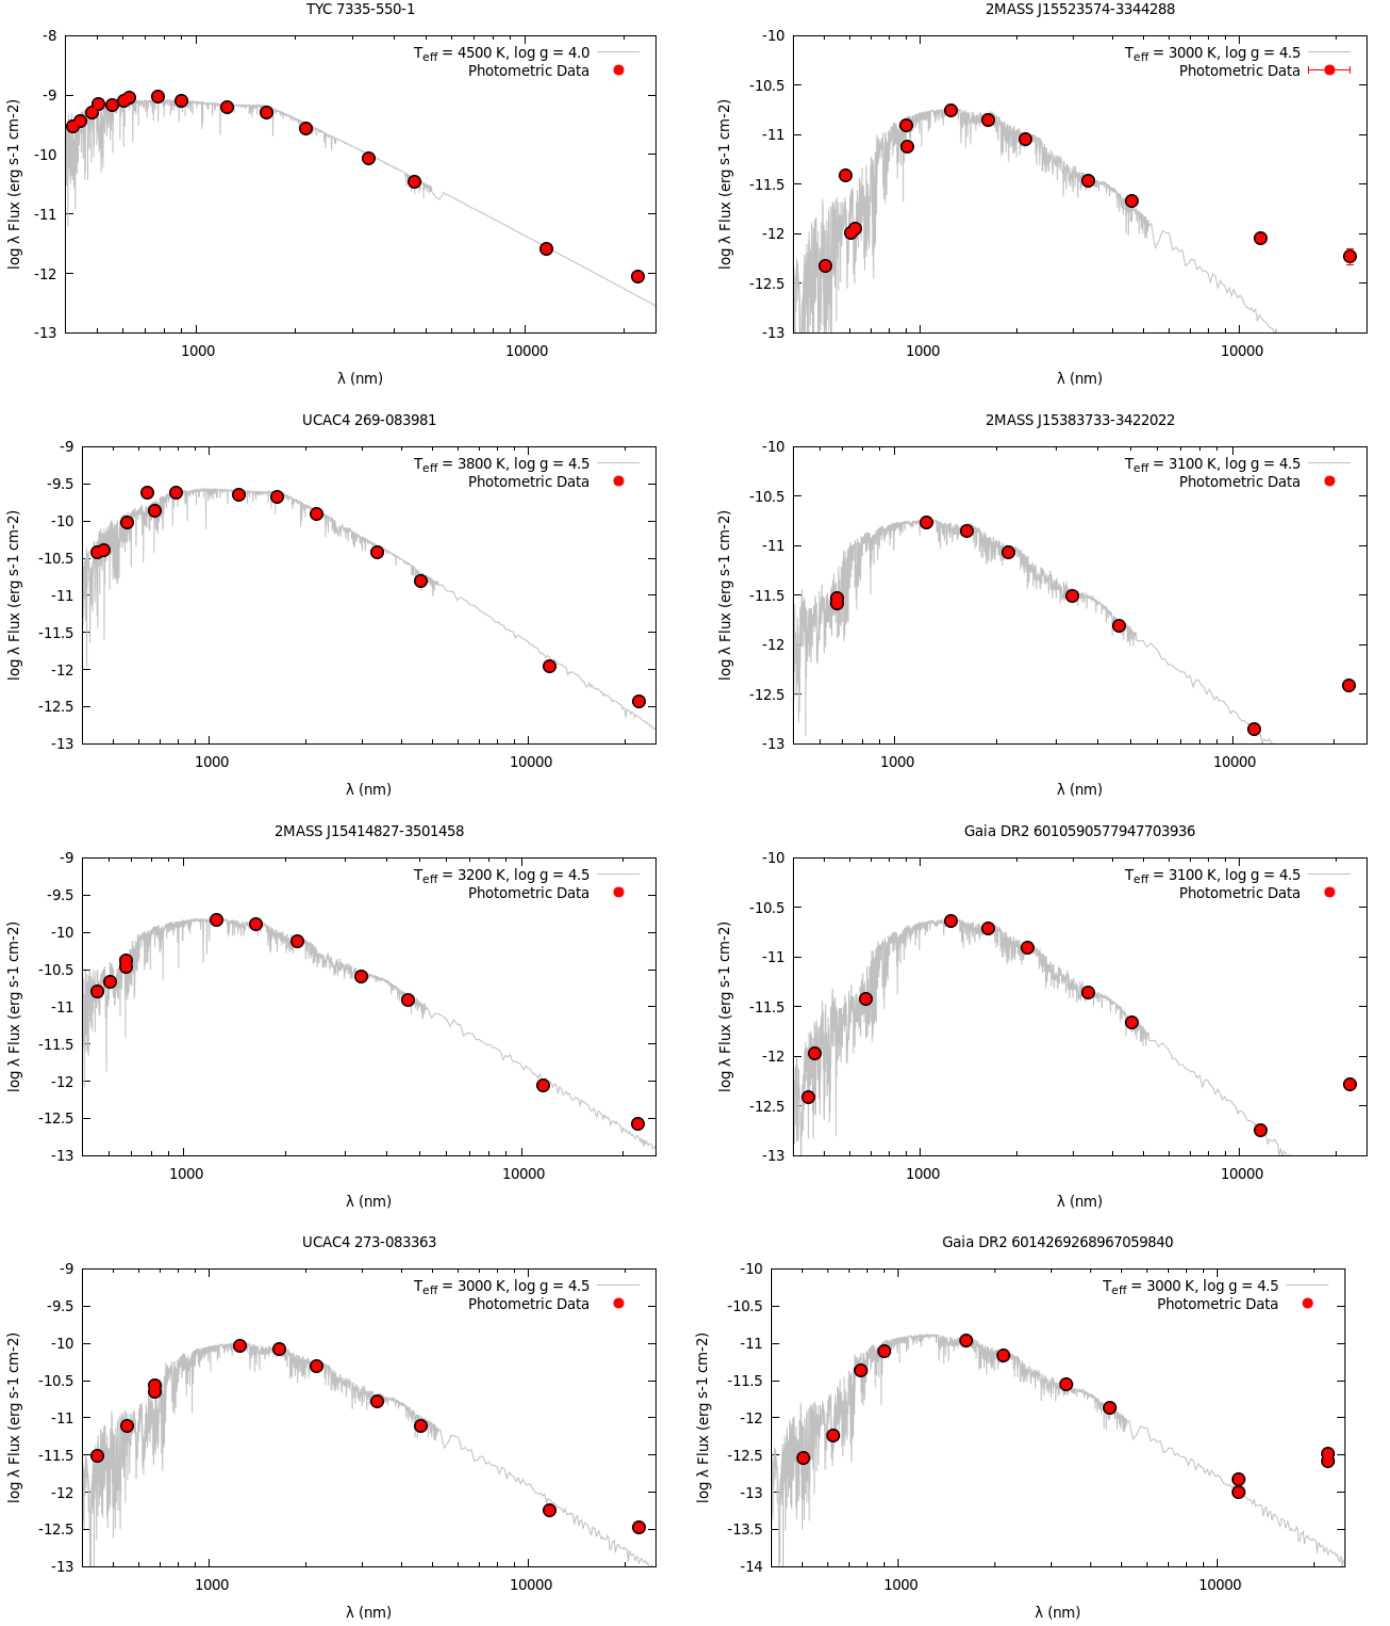 TYC 7335-550-1
-8
-9
-10
-11
-12
-13
log λ Flux (erg s-1 cm-2)
Teff = 4500 K, log g = 4.0
Photometric Data
1000
10000
λ (nm)
2MASS J15523574-3344288
-10
-10.5
-11
-11.5
-12
-12.5
-13
log λ Flux (erg s-1 cm-2)
Teff = 3000 K, log g = 4.5
Photometric Data
1000
10000
λ (nm)
UCAC4 269-083981
-9
-9.5
-10
-10.5
-11
-11.5
-12
-12.5
-13
log λ Flux (erg s-1 cm-2)
Teff = 3800 K, log g = 4.5
Photometric Data
1000
10000
λ (nm)
2MASS J15383733-3422022
-10
-10.5
-11
-11.5
-12
-12.5
-13
log λ Flux (erg s-1 cm-2)
Teff = 3100 K, log g = 4.5
Photometric Data
1000
10000
λ (nm)
2MASS J15414827-3501458
-9
-9.5
-10
-10.5
-11
-11.5
-12
-12.5
-13
log λ Flux (erg s-1 cm-2)
Teff = 3200 K, log g = 4.5
Photometric Data
1000
10000
λ (nm)
Gaia DR2 6010590577947703936
-10
-10.5
-11
-11.5
-12
-12.5
-13
log λ Flux (erg s-1 cm-2)
Teff = 3100 K, log g = 4.5
Photometric Data
1000
10000
λ (nm)
UCAC4 273-083363
-9
-9.5
-10
-10.5
-11
-11.5
-12
-12.5
-13
log λ Flux (erg s-1 cm-2)
Teff = 3000 K, log g = 4.5
Photometric Data
1000
10000
λ (nm)
Gaia DR2 6014269268967059840
-10
-10.5
-11
-11.5
-12
-12.5
-13
-13.5
-14
log λ Flux (erg s-1 cm-2)
Teff = 3000 K, log g = 4.5
Photometric Data
1000
10000
λ (nm)